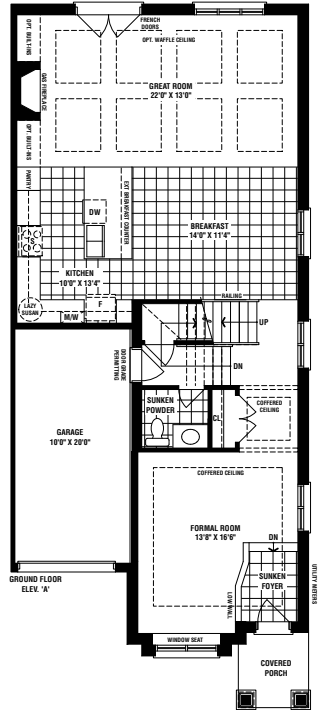 FRENCH
DOORS
OPT. BUILT-INS
OPT. WAFFLE CEILING
GAS FIREPLACE
GREAT ROOM
22'0" X 13'0"
OPT. BUILT-INS
PANTRY
EXT BREAKFAST COUNTER
DW
BREAKFAST
14'0" X 11'4"
S
KITCHEN
10'0" X 13'4"
LAZY
SUSAN
M/W
F
RAILING
UP
DN
DOOR GRADE
PERMITTING
SUNKEN
POWDER
CL
COFFERED
CEILING
GARAGE
10'0" X 20'0"
COFFERED CEILING
FORMAL ROOM
13'8" X 16'6"
DN
SUNKEN
FOYER
LOW WALL
UTILITY METERS
GROUND FLOOR
ELEV. 'A'
WINDOW SEAT
COVERED
PORCH